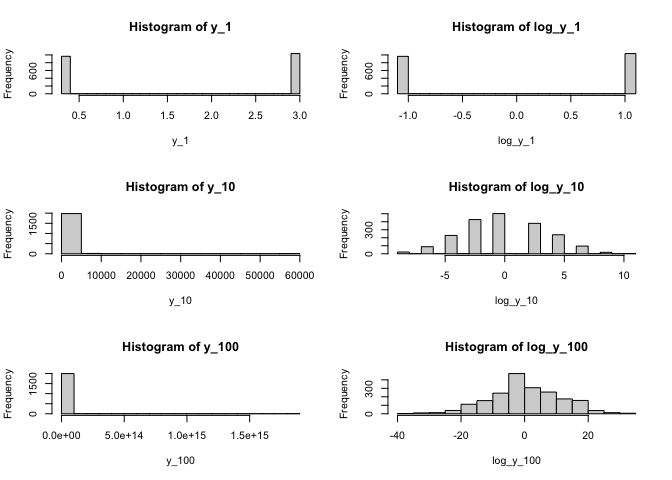 Histogram of y_1
Frequency
0 600
0.5 1.0 1.5 2.0 2.5 3.0
y_1
Histogram of log_y_1
Frequency
0 600
-1.0 -0.5 0.0 0.5 1.0
log_y_1
Histogram of y_10
Frequency
0 1500
0 10000 20000 30000 40000 50000 60000
y_10
Histogram of log_y_10
Frequency
0 300
-5 0 5 10
log_y_10
Histogram of y_100
Frequency
0 1500
0.0e+00 5.0e+14 1.0e+15 1.5e+15
y_100
Histogram of log_y_100
Frequency
0 300
-40 -20 0 20
log_y_100